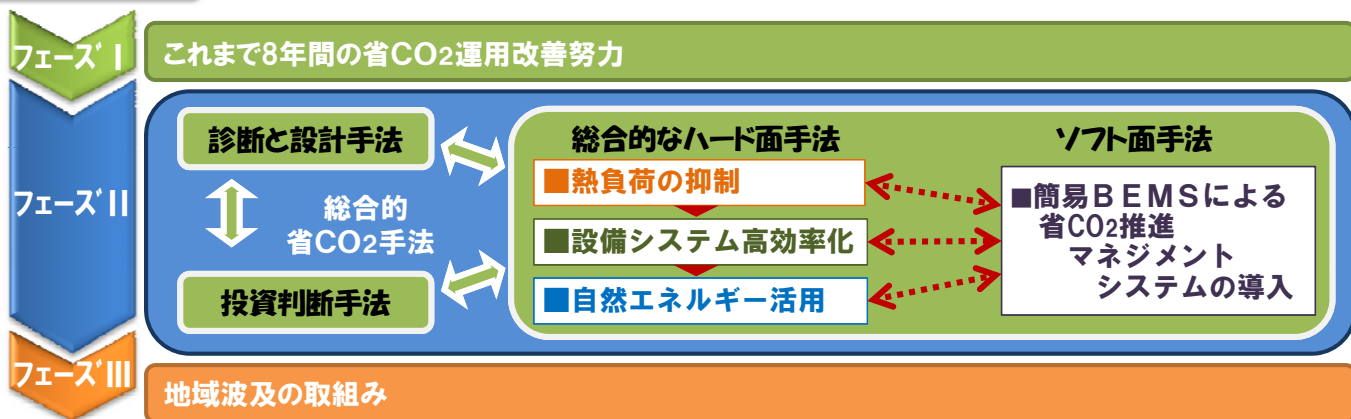 フェーズⅠ
これまで8年間の省CO2運用改善努力
フェーズⅡ
診断と設計手法
総合的
省CO2手法
投資判断手法
総合的なハード面手法
■熱負荷の抑制
■設備システム高効率化
■自然エネルギー活用
ソフト面手法
■簡易BEMSによる
省CO2推進
マネジメント
システムの導入
フェーズⅢ
地域波及の取組み